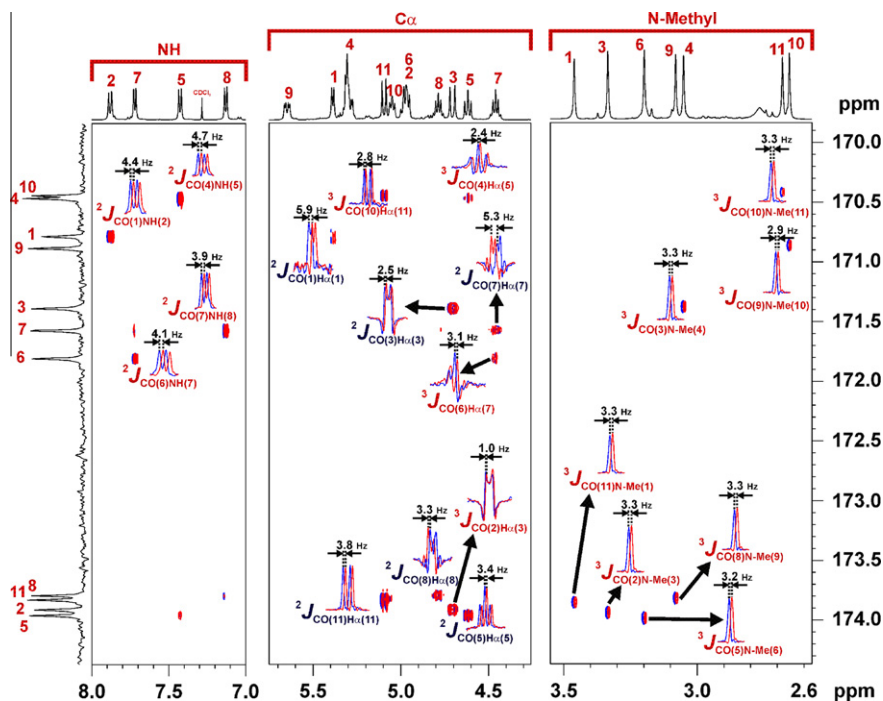 Cα
N-Methyl
NH
4
6
1 3 6 9 4 11 10
2 7 5 CDCl3 8
9 1 11 10 2 8 3 5 7
ppm ppm
170.0
170.5
171.0
171.5
172.0
172.5
173.0
173.5
174.0
10
4
1
9
3
7
6
11 8
2
5
4.7 Hz
2J CO(4)NH(5)
4.4 Hz
2J CO(1)NH(2)
3.9 Hz
2J CO(7)NH(8)
4.1 Hz
2J CO(6)NH(7)
2.4 Hz
3J CO(4)Hα(5)
2.8 Hz
3J CO(10)Hα(11)
5.9 Hz
2J CO(1)Hα(1)
5.3 Hz
2J CO(7)Hα(7)
2.5 Hz
2J CO(3)Hα(3)
3.1 Hz
3J CO(6)Hα(7)
1.0 Hz
3J CO(2)Hα(3)
3.3 Hz
2J CO(8)Hα(8)
3.8 Hz
2J CO(11)Hα(11)
3.4 Hz
2J CO(5)Hα(5)
3.3 Hz
3J CO(10)N-Me(11)
2.9 Hz
3J CO(9)N-Me(10)
3.3 Hz
3J CO(3)N-Me(4)
3.3 Hz
3J CO(11)N-Me(1)
3.3 Hz
3J CO(2)N-Me(3)
3.3 Hz
3J CO(8)N-Me(9)
3.2 Hz
3J CO(5)N-Me(6)
8.0 7.0 5.5 5.0 4.5 3.5 3.0 2.6 ppm